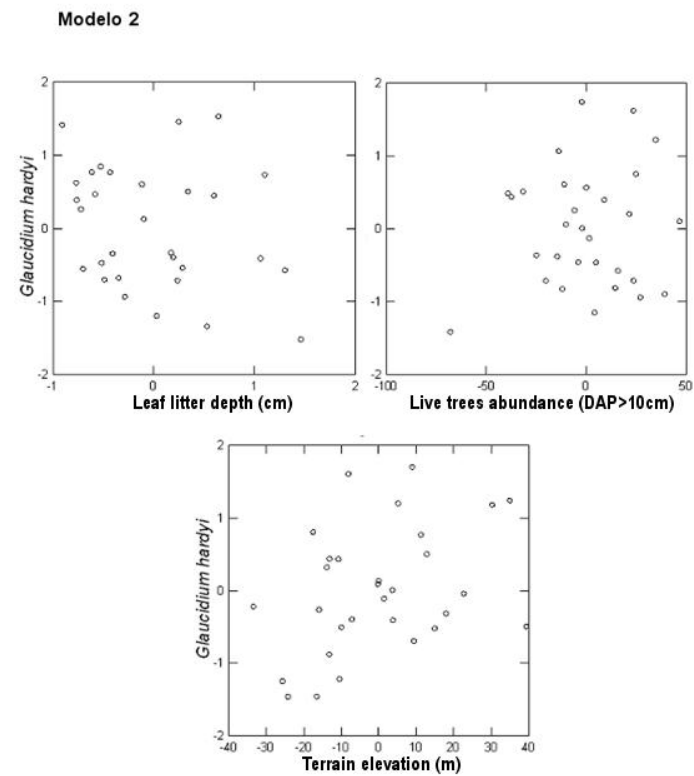 Modelo 2
Glaucidium hardyi
2
1
0
-1
-2
-1 0 1 2
Leaf litter depth (cm)
2
1
0
-1
-2
-100 -50 0 50
Live trees abundance (DAP>10cm)
Glaucidium hardyi
2
1
0
-1
-2
-40 -30 -20 -10 0 10 20 30 40
Terrain elevation (m)